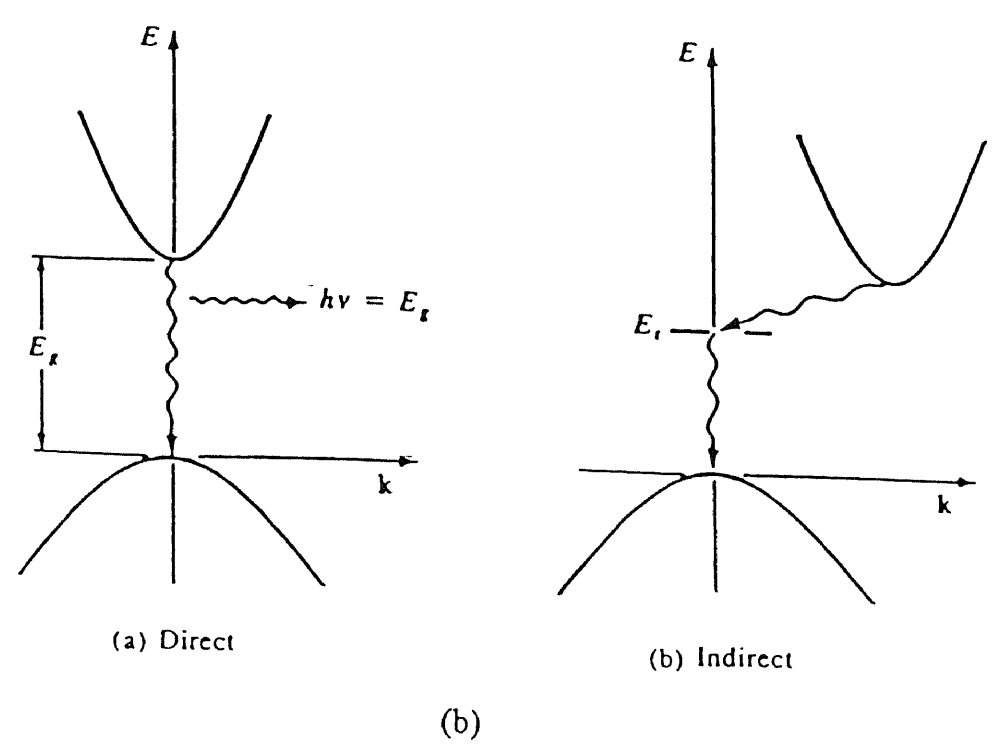 E
E
hν = E_g
E_t
E_g
k
k
(a) Direct
(b) Indirect
(b)